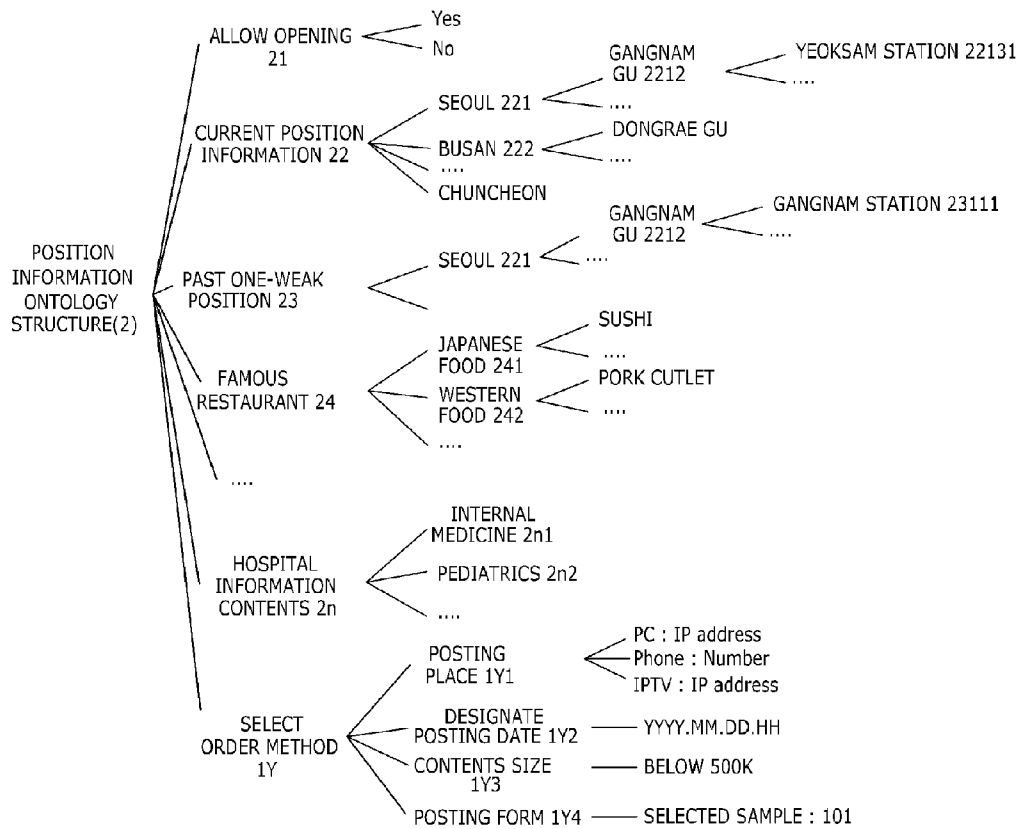 POSITION
INFORMATION
ONTOLOGY
STRUCTURE(2)
ALLOW OPENING
21
Yes
No
CURRENT POSITION
INFORMATION 22
SEOUL 221
GANGNAM
GU 2212
YEOKSAM STATION 22131
....
....
BUSAN 222
DONGRAE GU
....
....
CHUNCHEON
PAST ONE-WEAK
POSITION 23
SEOUL 221
GANGNAM
GU 2212
GANGNAM STATION 23111
....
....
FAMOUS
RESTAURANT 24
JAPANESE
FOOD 241
SUSHI
....
WESTERN
FOOD 242
PORK CUTLET
....
....
....
HOSPITAL
INFORMATION
CONTENTS 2n
INTERNAL
MEDICINE 2n1
PEDIATRICS 2n2
....
SELECT
ORDER METHOD
1Y
POSTING
PLACE 1Y1
PC : IP address
Phone : Number
IPTV : IP address
DESIGNATE
POSTING DATE 1Y2
YYYY.MM.DD.HH
CONTENTS SIZE
1Y3
BELOW 500K
POSTING FORM 1Y4
SELECTED SAMPLE : 101